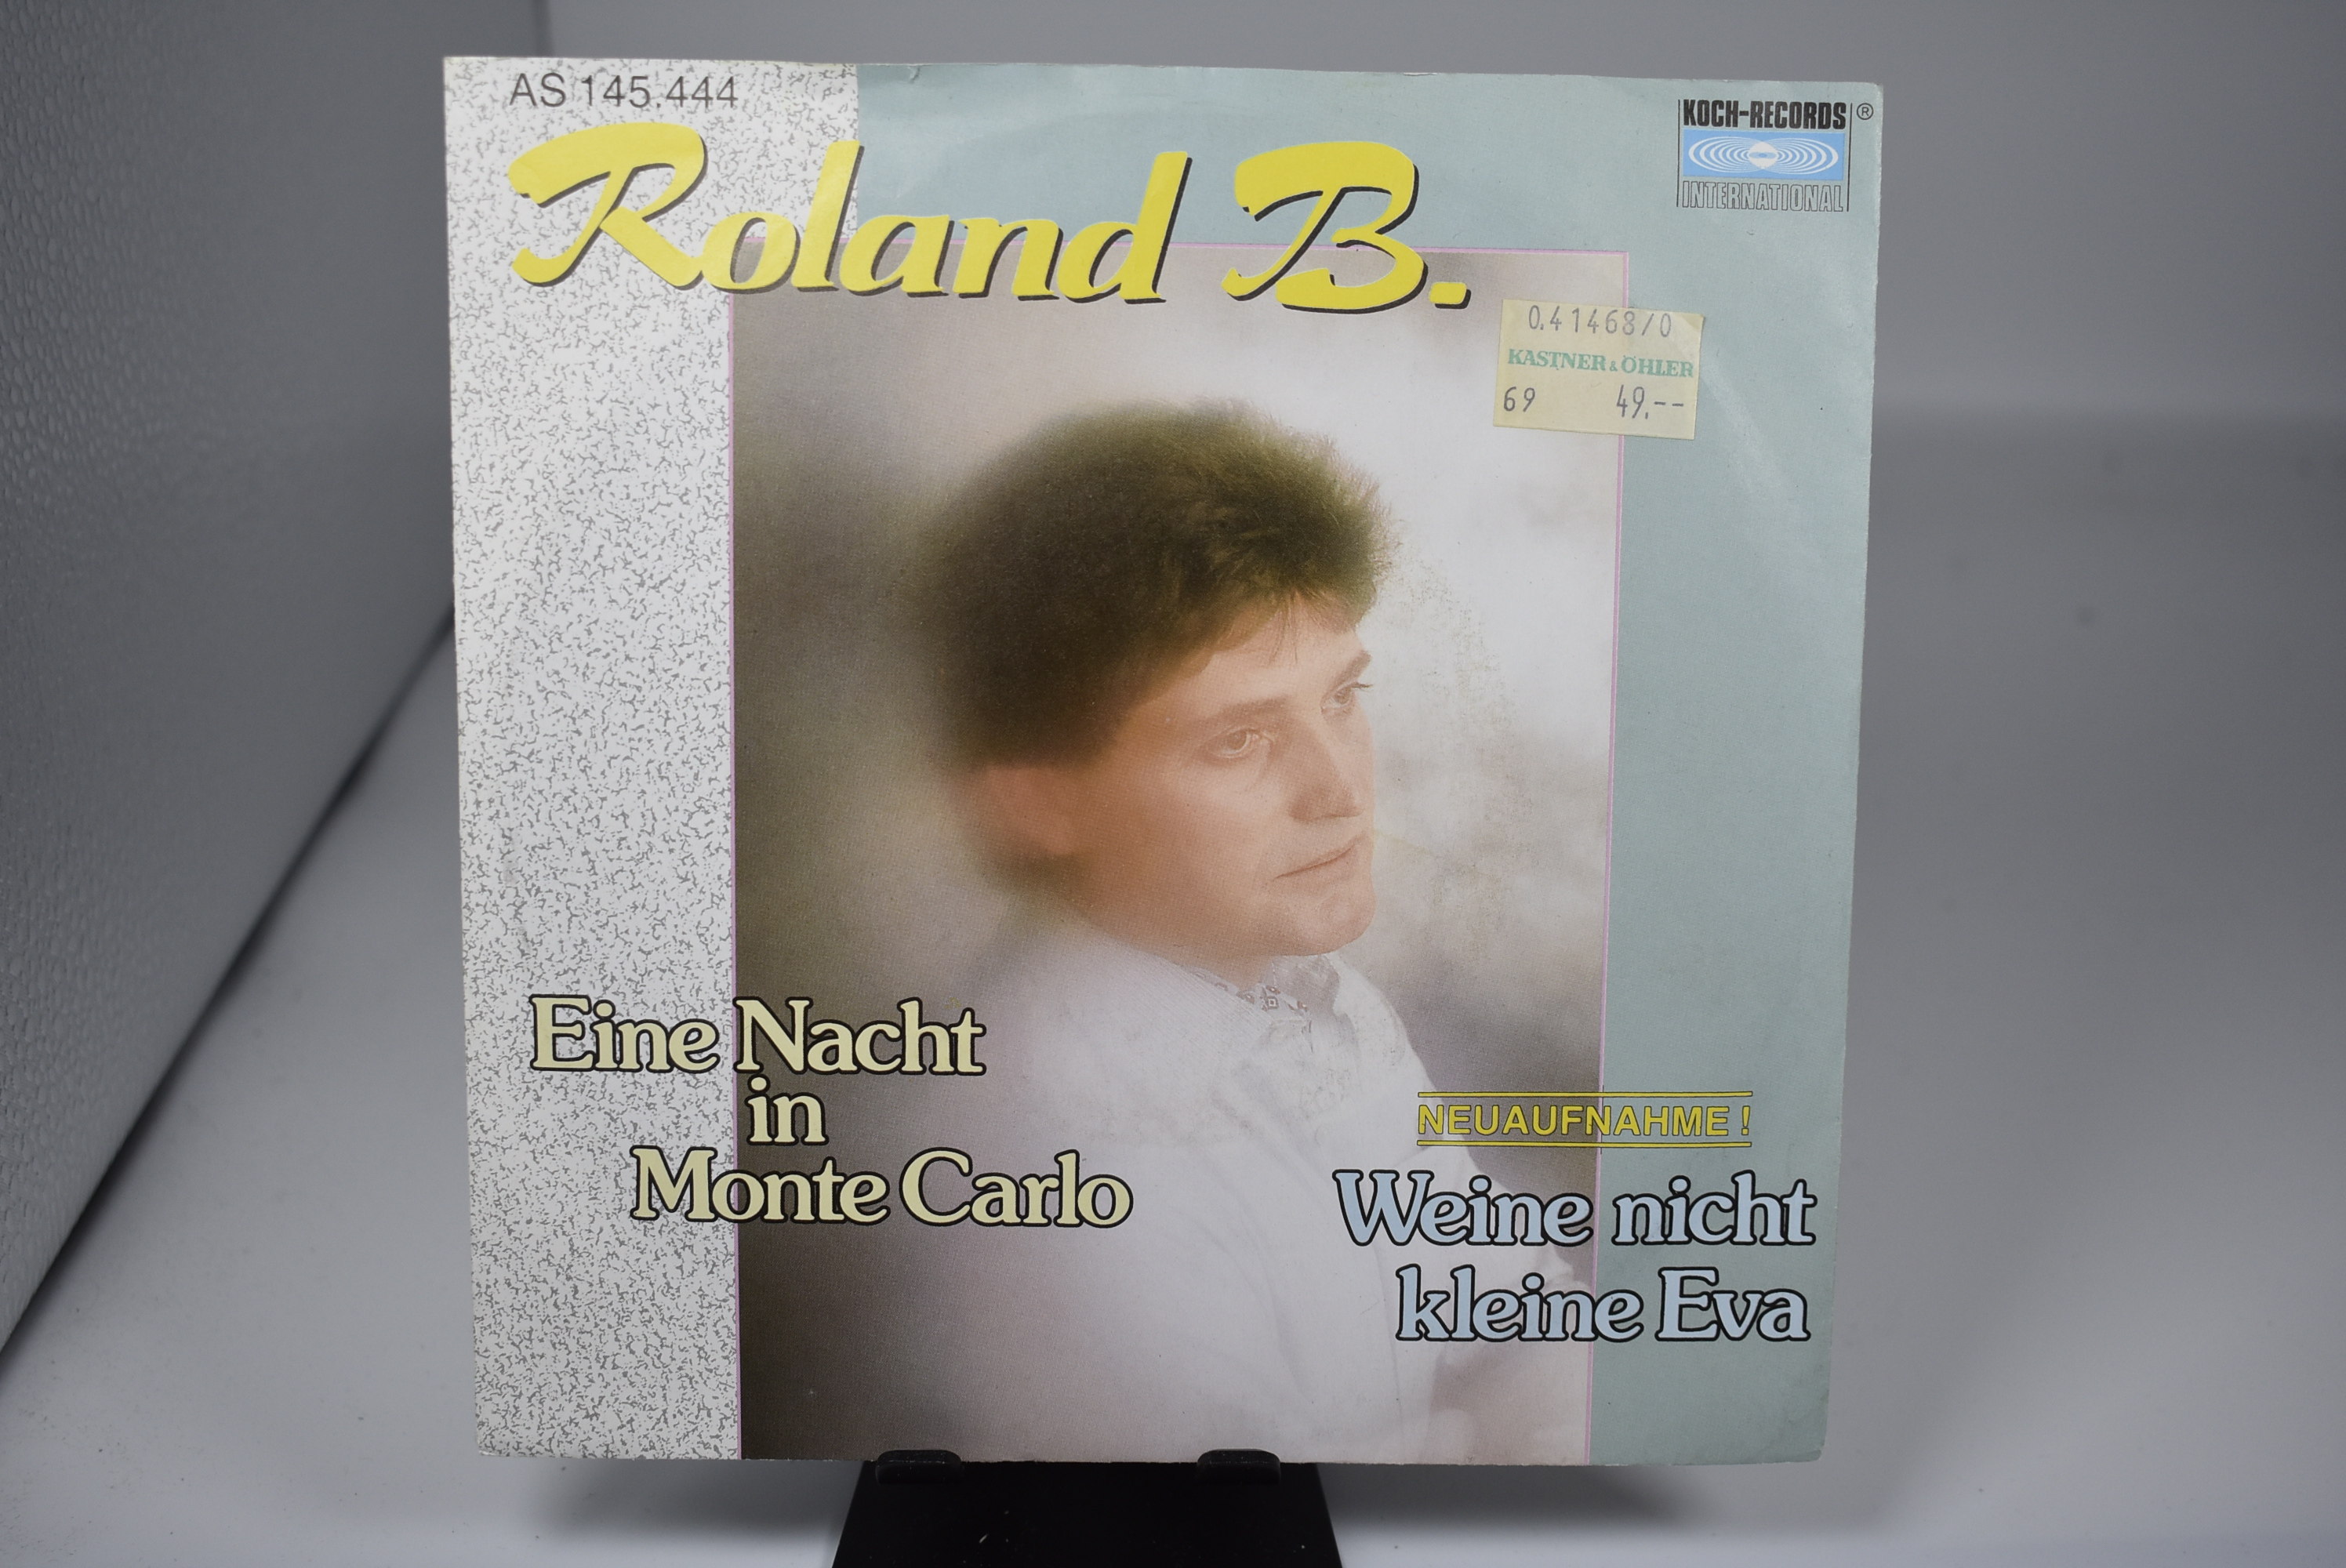 AS 145.444
KOCH-RECORDS ®
INTERNATIONAL
Roland B.
0.41468/0
KASTNER & ÖHLER
69 49.--
Eine Nacht
in
Monte Carlo
NEUAUFNAHME !
Weine nicht
kleine Eva